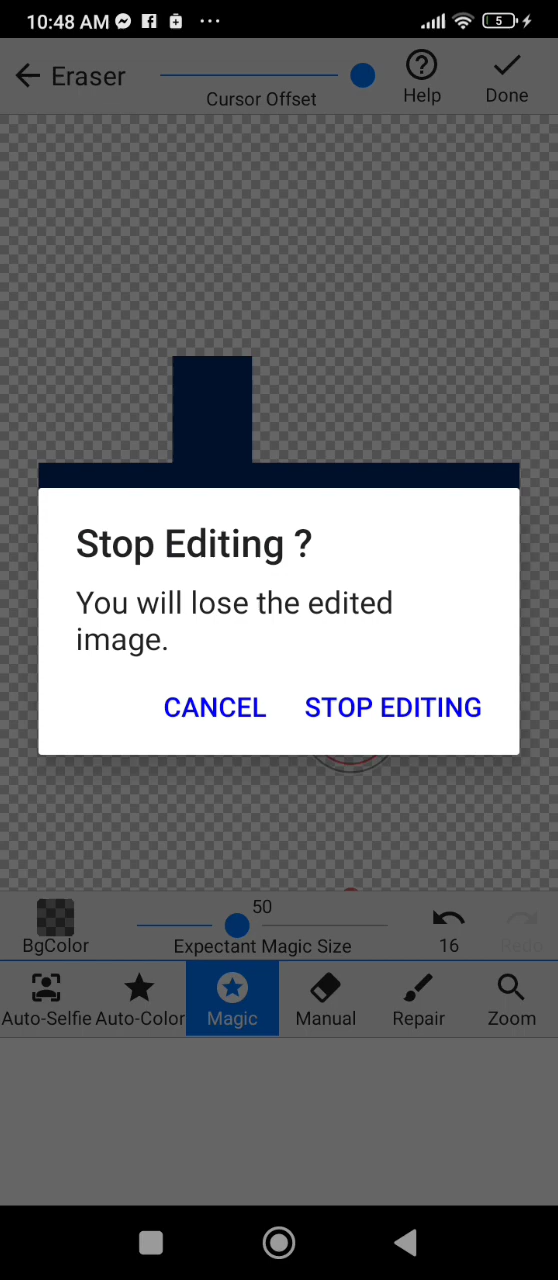 10:48 AM
5
Eraser
Cursor Offset
Help
Done
Stop Editing ?
You will lose the edited
image.
CANCEL
STOP EDITING
50
BgColor
Expectant Magic Size
16
Redo
Auto-Selfie
Auto-Color
Magic
Manual
Repair
Zoom